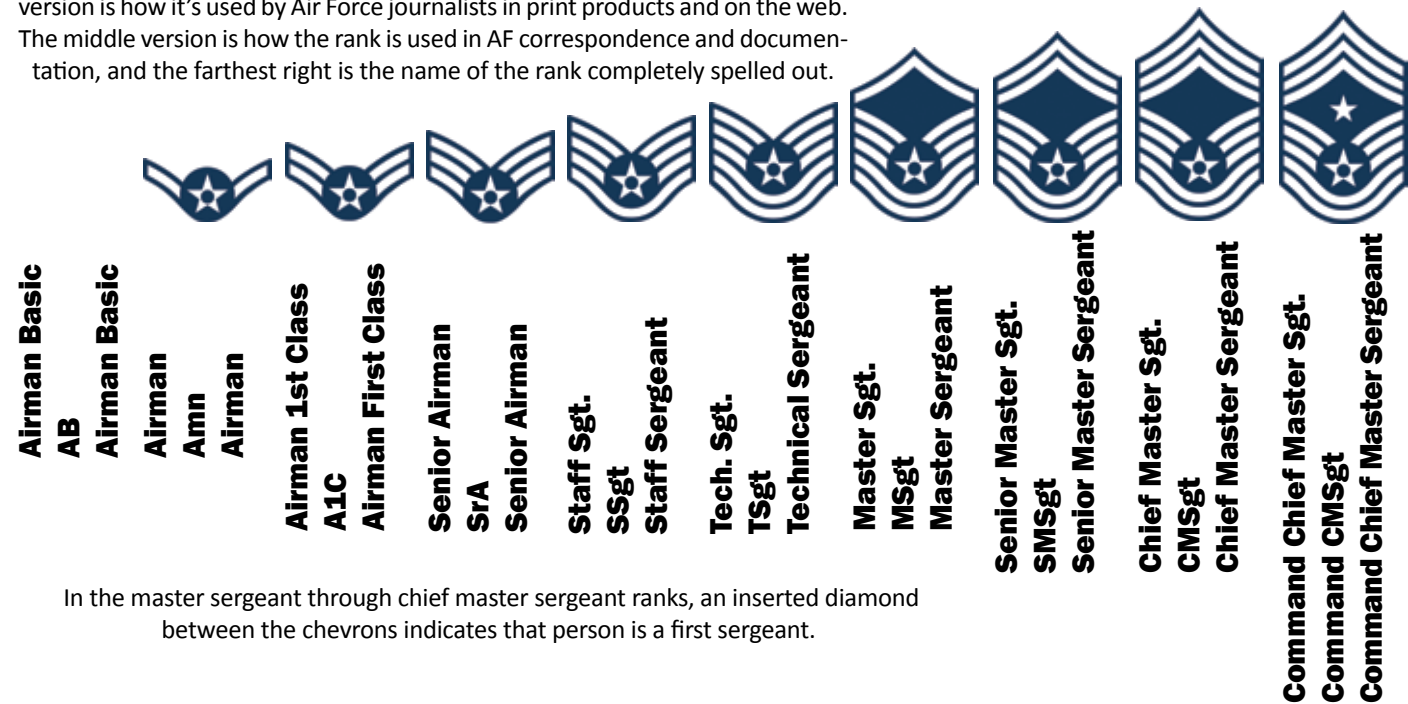 version is how it's used by Air Force journalists in print products and on the web.
The middle version is how the rank is used in AF correspondence and documen-
tation, and the farthest right is the name of the rank completely spelled out.
Airman Basic
AB
Airman Basic
Airman
Amn
Airman
Airman 1st Class
A1C
Airman First Class
Senior Airman
SrA
Senior Airman
Staff Sgt.
SSgt
Staff Sergeant
Tech. Sgt.
TSgt
Technical Sergeant
Master Sgt.
MSgt
Master Sergeant
Senior Master Sgt.
SMSgt
Senior Master Sergeant
Chief Master Sgt.
CMSgt
Chief Master Sergeant
Command Chief Master Sgt.
Command CMSgt
Command Chief Master Sergeant
In the master sergeant through chief master sergeant ranks, an inserted diamond
between the chevrons indicates that person is a first sergeant.